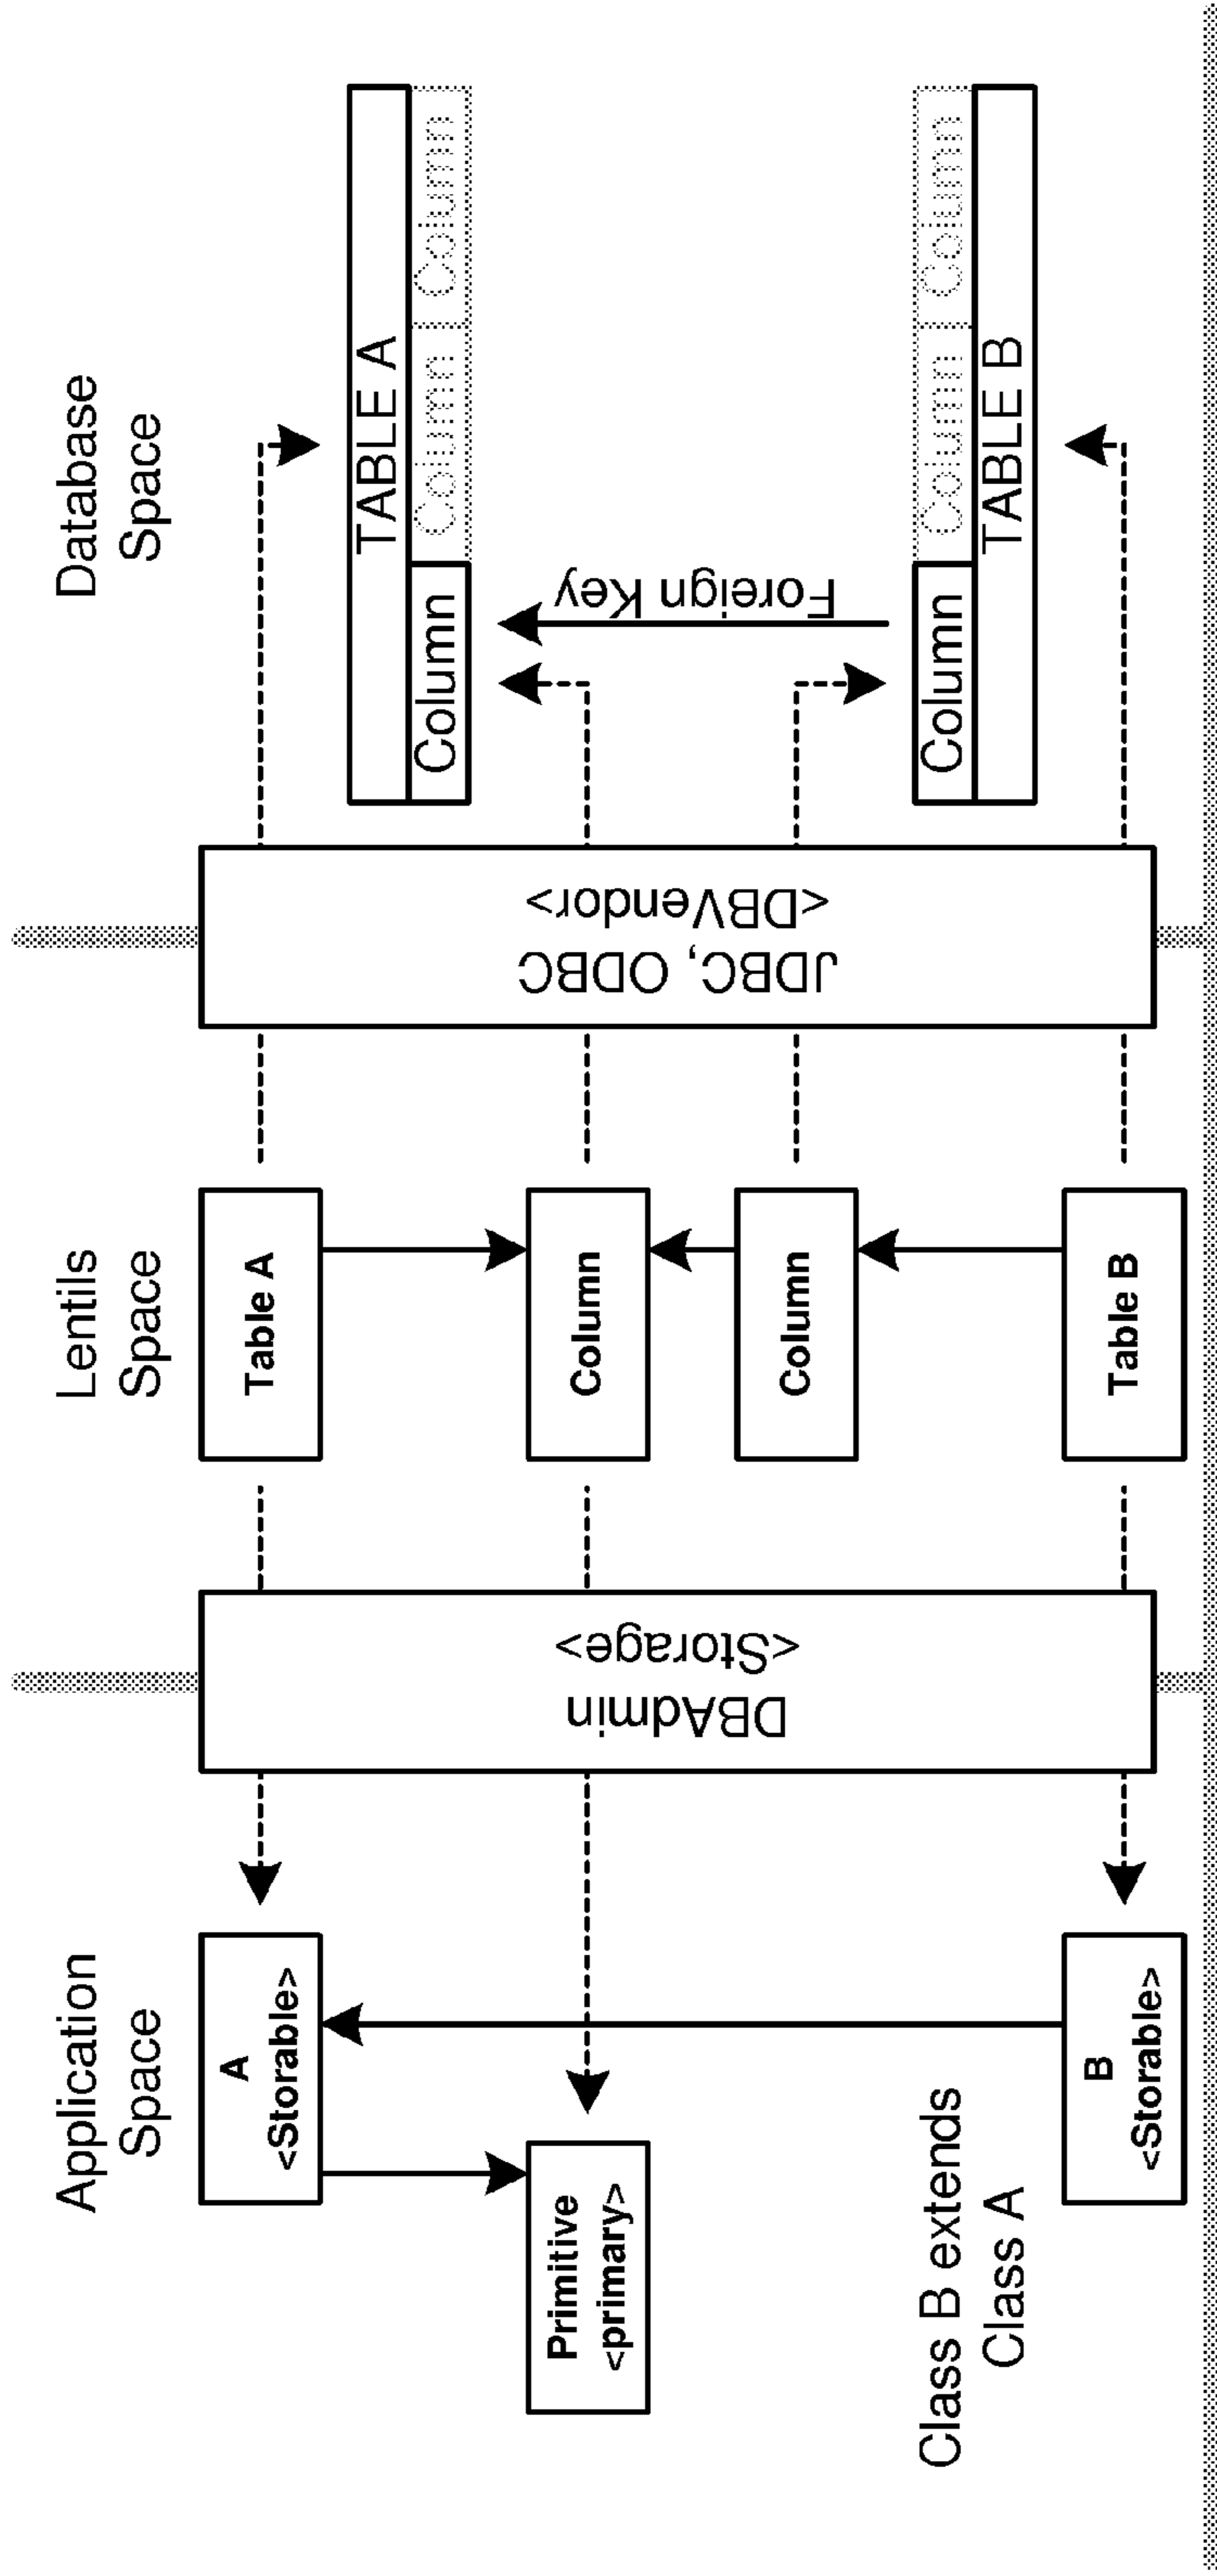 Application
Space
Lentils
Space
Database
Space
A
<Storable>
Primitive
<primary>
Class B extends
Class A
B
<Storable>
DBAdmin
<Storage>
Table A
Column
Column
Table B
JDBC, ODBC
<DBVendor>
TABLE A
Column Column Column
Foreign Key
Column Column Column
TABLE B